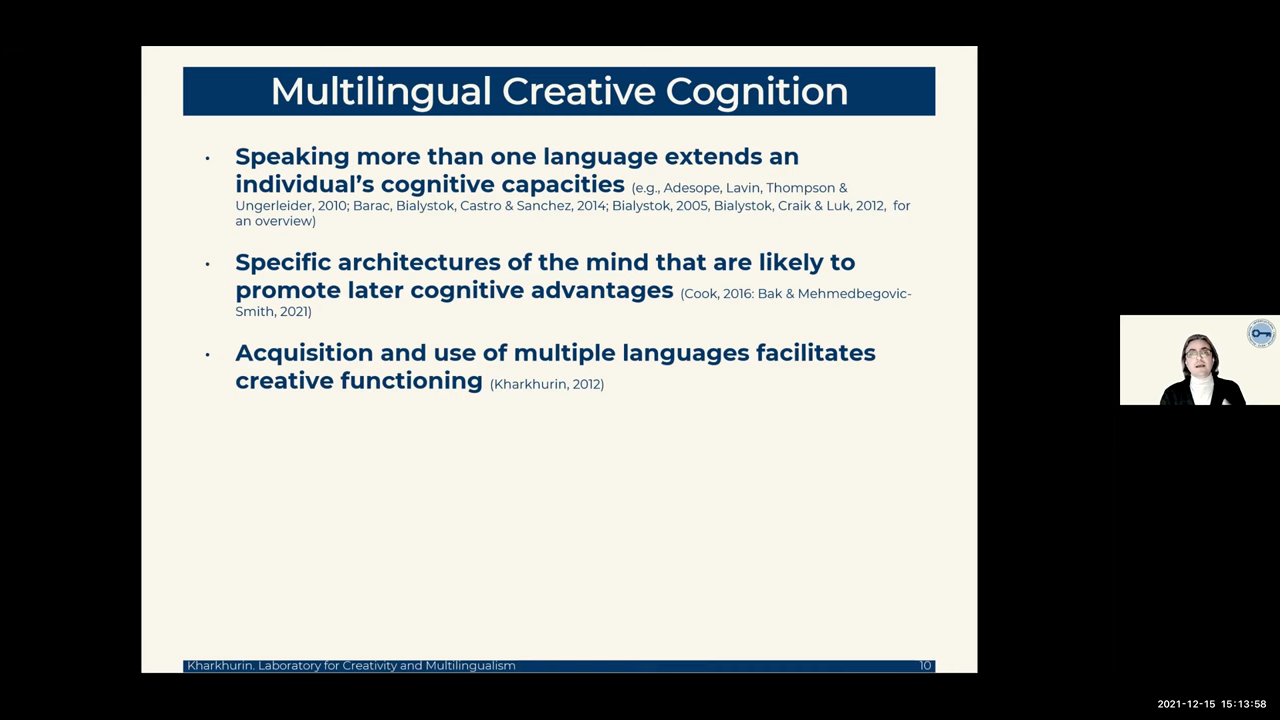 Multilingual Creative Cognition
• Speaking more than one language extends an
individual’s cognitive capacities (e.g., Adesope, Lavin, Thompson &
Ungerleider, 2010; Barac, Bialystok, Castro & Sanchez, 2014; Bialystok, 2005, Bialystok, Craik & Luk, 2012, for
an overview)
• Specific architectures of the mind that are likely to
promote later cognitive advantages (Cook, 2016: Bak & Mehmedbegovic-
Smith, 2021)
• Acquisition and use of multiple languages facilitates
creative functioning (Kharkhurin, 2012)
Kharkhurin. Laboratory for Creativity and Multilingualism 10
2021-12-15 15:13:58